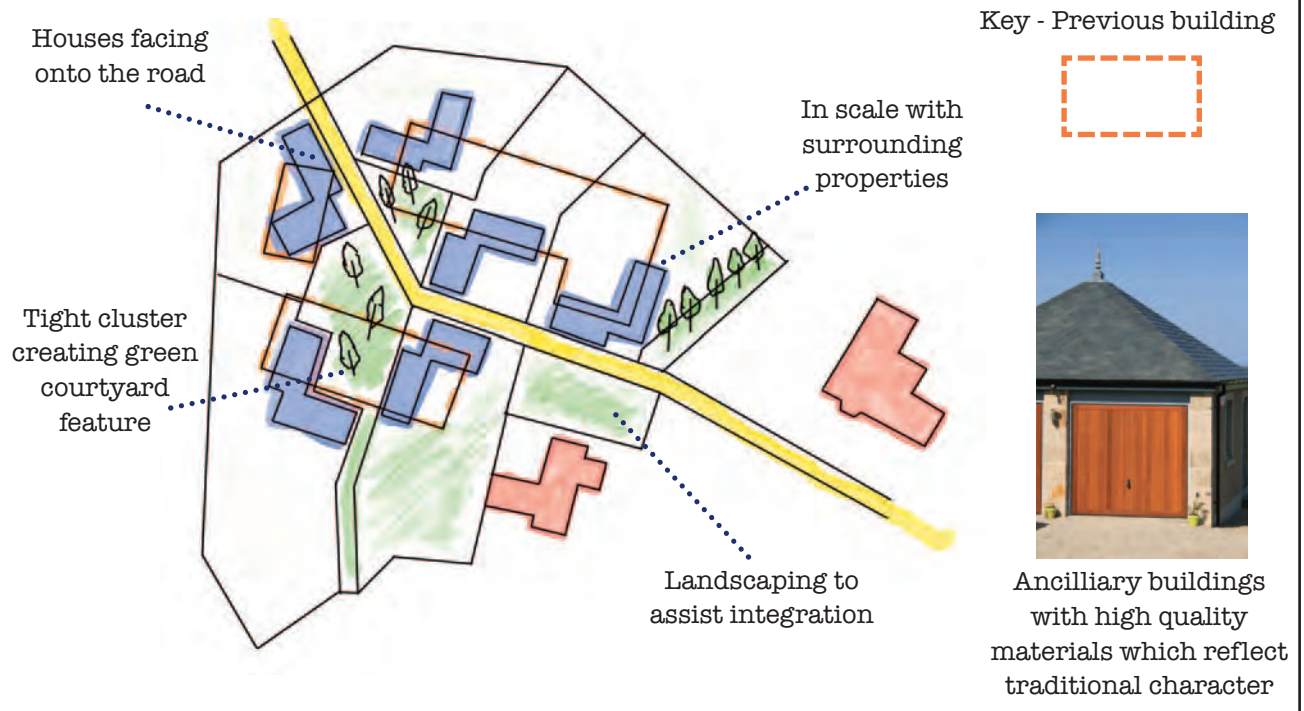 Houses facing
onto the road
Key - Previous building
In scale with
surrounding
properties
Tight cluster
creating green
courtyard
feature
Landscaping to
assist integration
Ancilliary buildings
with high quality
materials which reflect
traditional character